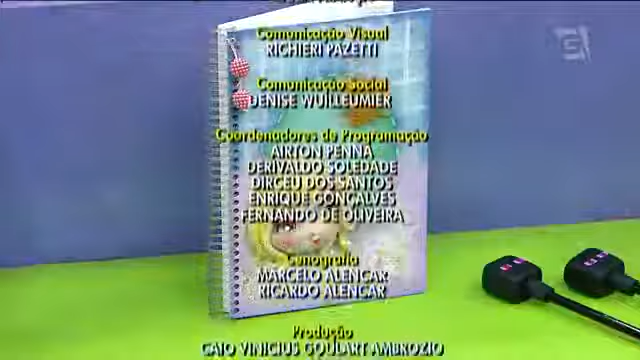 Comunicação Visual
RICHIERI PAZETTI
Comunicação Social
DENISE WUILLEUMIER
Coordenadores de Programação
AIRTON PENNA
DERIVALDO SOLEDADE
DIRCEU DOS SANTOS
ENRIQUE GONCALVES
FERNANDO DE OLIVEIRA
Cenografia
MARCELO ALENCAR
RICARDO ALENCAR
Produção
CAIO VINICIUS GOULART AMBROZIO